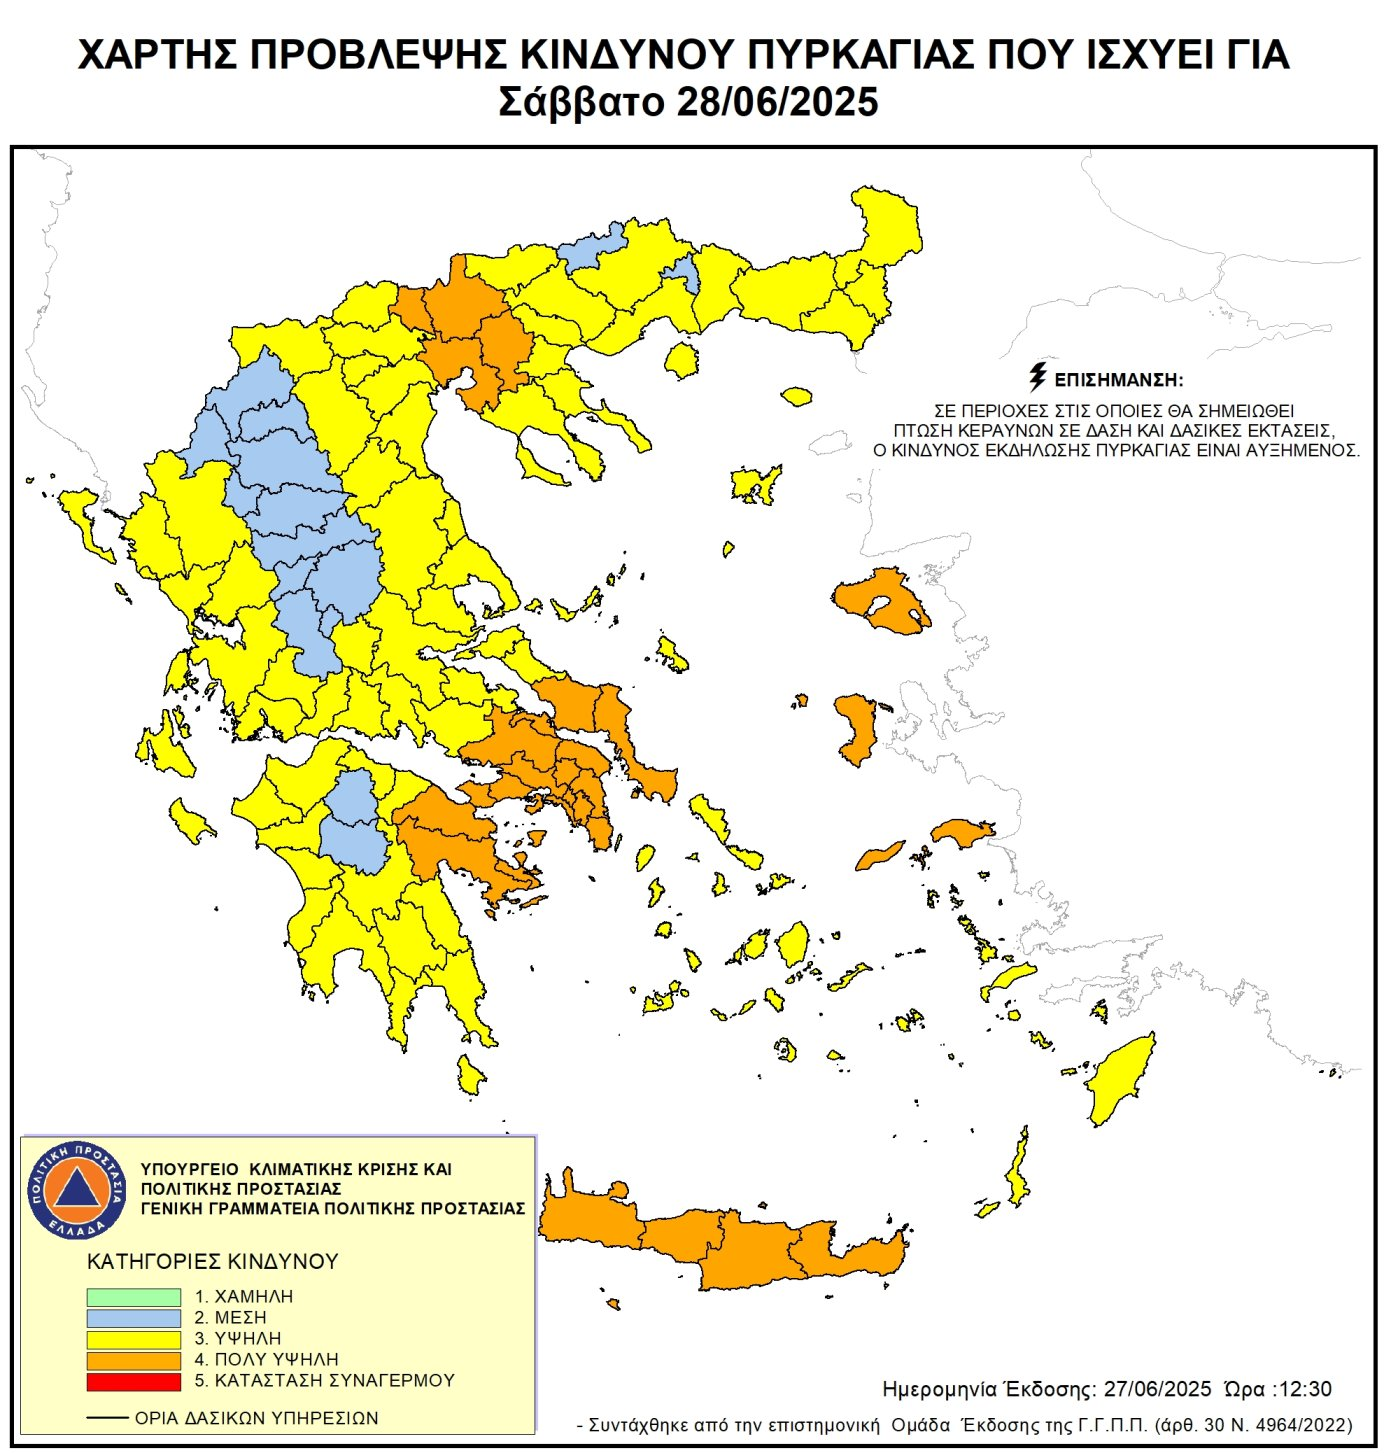 ΧΑΡΤΗΣ ΠΡΟΒΛΕΨΗΣ ΚΙΝΔΥΝΟΥ ΠΥΡΚΑΓΙΑΣ ΠΟΥ ΙΣΧΥΕΙ ΓΙΑ
Σάββατο 28/06/2025
ΕΠΙΣΗΜΑΝΣΗ:
ΣΕ ΠΕΡΙΟΧΕΣ ΣΤΙΣ ΟΠΟΙΕΣ ΘΑ ΣΗΜΕΙΩΘΕΙ
ΠΤΩΣΗ ΚΕΡΑΥΝΩΝ ΣΕ ΔΑΣΗ ΚΑΙ ΔΑΣΙΚΕΣ ΕΚΤΑΣΕΙΣ,
Ο ΚΙΝΔΥΝΟΣ ΕΚΔΗΛΩΣΗΣ ΠΥΡΚΑΓΙΑΣ ΕΙΝΑΙ ΑΥΞΗΜΕΝΟΣ.
ΠΟΛΙΤΙΚΗ ΠΡΟΣΤΑΣΙΑ
ΕΛΛΑΔΑ
ΥΠΟΥΡΓΕΙΟ ΚΛΙΜΑΤΙΚΗΣ ΚΡΙΣΗΣ ΚΑΙ
ΠΟΛΙΤΙΚΗΣ ΠΡΟΣΤΑΣΙΑΣ
ΓΕΝΙΚΗ ΓΡΑΜΜΑΤΕΙΑ ΠΟΛΙΤΙΚΗΣ ΠΡΟΣΤΑΣΙΑΣ
ΚΑΤΗΓΟΡΙΕΣ ΚΙΝΔΥΝΟΥ
1. ΧΑΜΗΛΗ
2. ΜΕΣΗ
3. ΥΨΗΛΗ
4. ΠΟΛΥ ΥΨΗΛΗ
5. ΚΑΤΑΣΤΑΣΗ ΣΥΝΑΓΕΡΜΟΥ
ΟΡΙΑ ΔΑΣΙΚΩΝ ΥΠΗΡΕΣΙΩΝ
Ημερομηνία Έκδοσης: 27/06/2025 Ώρα :12:30
- Συντάχθηκε από την επιστημονική Ομάδα Έκδοσης της Γ.Γ.Π.Π. (άρθ. 30 Ν. 4964/2022)